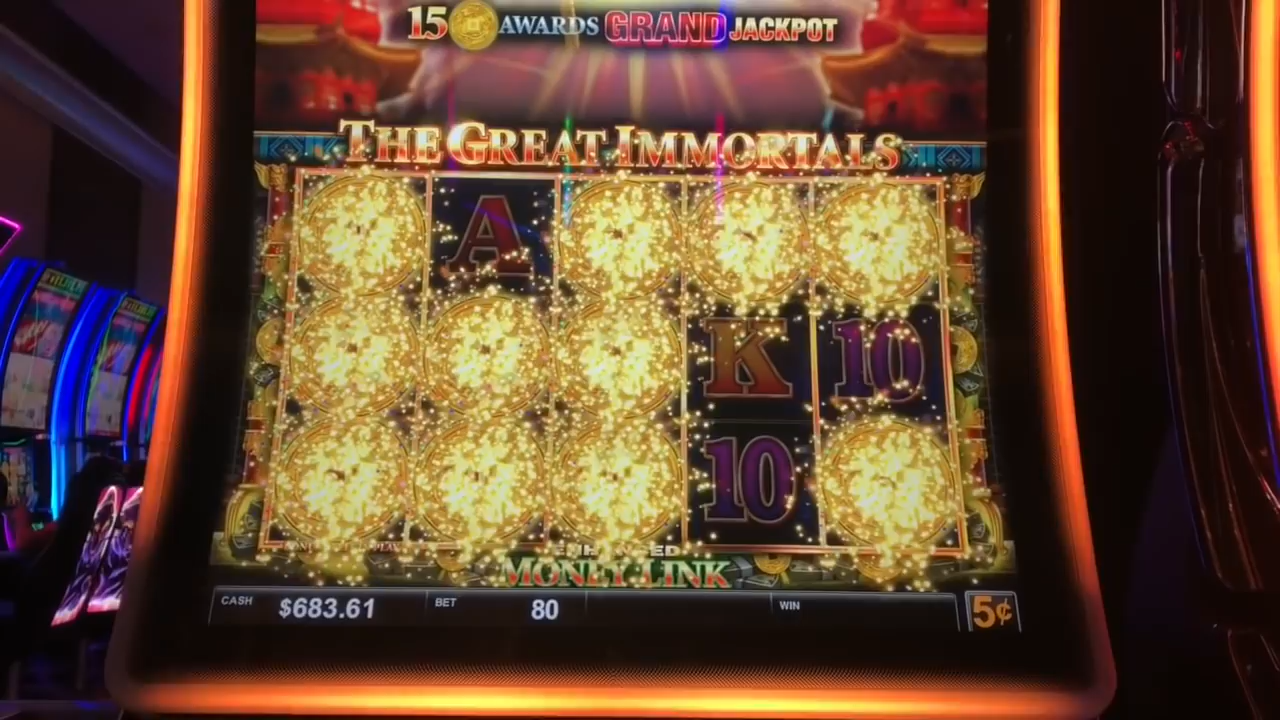 15 AWARDS GRAND JACKPOT
THE GREAT IMMORTALS
A
K 10
10
ENHANCED
MONEY LINK
CASH $683.61 BET 80 WIN 5¢